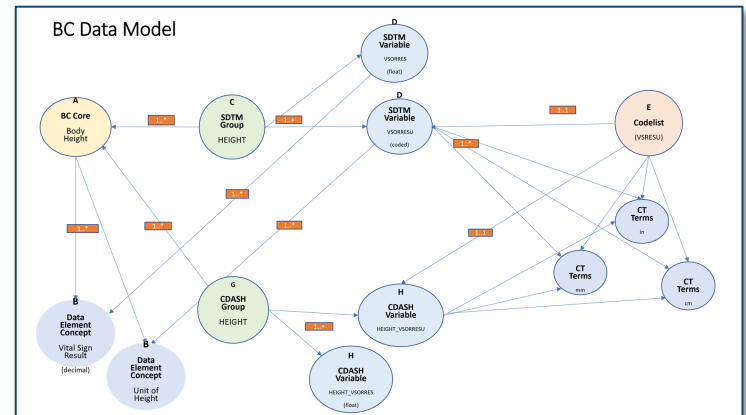 BC Data Model
D
SDTM
Variable
VSORRES
(float)
A
BC Core
Body
Height
1..*
C
SDTM
Group
HEIGHT
1..+
D
SDTM
Variable
VSORRESU
(coded)
1..1
E
Codelist
(VSRESU)
1..*
1..*
CT
Terms
in
1..*
1..*
1..*
1..1
CT
Terms
mm
CT
Terms
cm
G
CDASH
Group
HEIGHT
H
CDASH
Variable
HEIGHT_VSORRESU
1..+
B
Data
Element
Concept
Vital Sign
Result
(decimal)
B
Data
Element
Concept
Unit of
Height
H
CDASH
Variable
HEIGHT_VSORRES
(float)